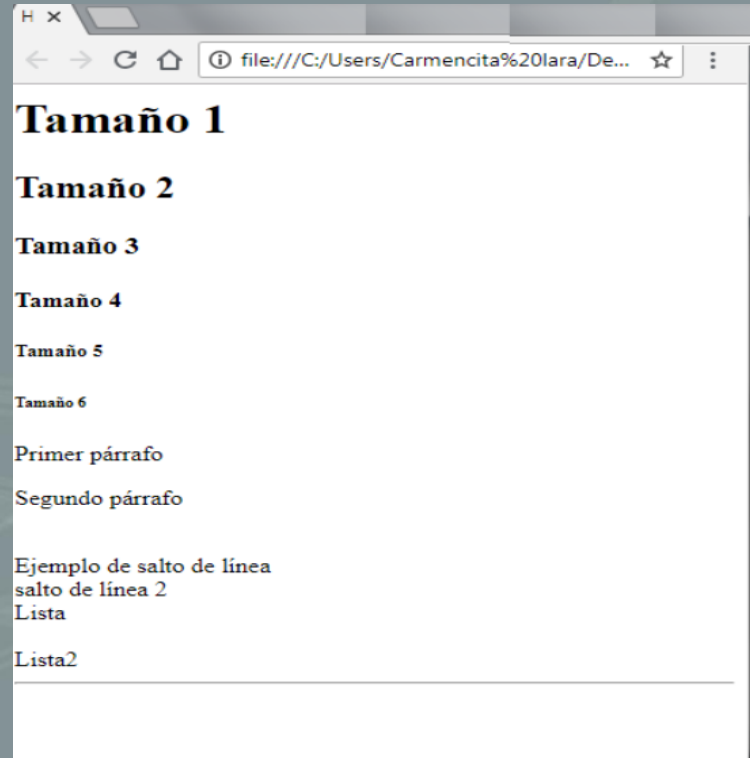 H
file:///C:/Users/Carmencita%20lara/De...
Tamaño 1
Tamaño 2
Tamaño 3
Tamaño 4
Tamaño 5
Tamaño 6
Primer párrafo
Segundo párrafo
Ejemplo de salto de línea
salto de línea 2
Lista
Lista2